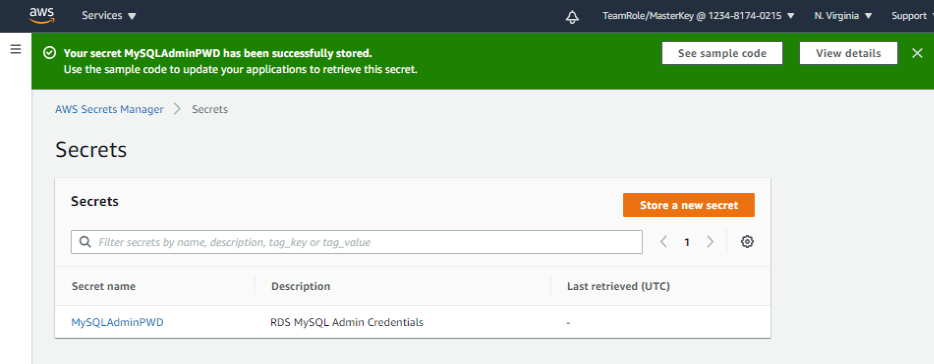 aws Services TeamRole/MasterKey @ 1234-8174-0215 N. Virginia Support
Your secret MySQLAdminPWD has been successfully stored.
Use the sample code to update your applications to retrieve this secret.
See sample code View details
AWS Secrets Manager Secrets
Secrets
Secrets
Store a new secret
Filter secrets by name, description, tag_key or tag_value
1
Secret name Description Last retrieved (UTC)
MySQLAdminPWD RDS MySQL Admin Credentials -